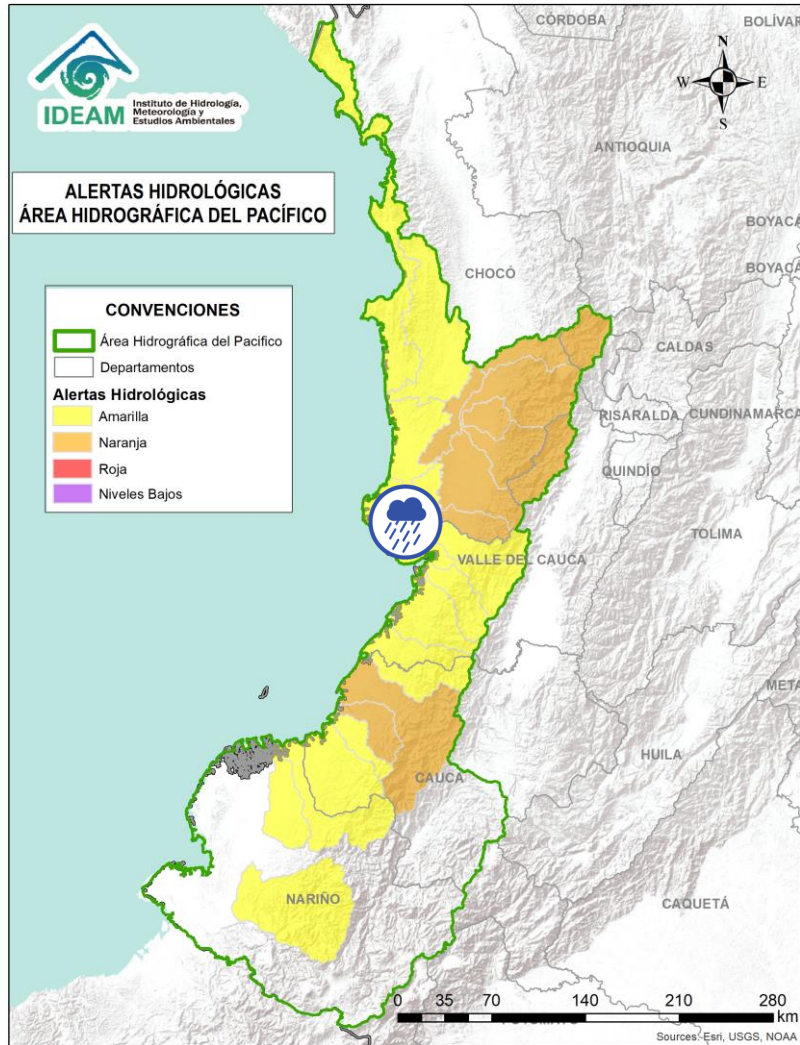 CÓRDOBA
BOLÍVAR
IDEAM
Instituto de Hidrología,
Meteorología y
Estudios Ambientales
N
W
E
S
ANTIOQUIA
ALERTAS HIDROLÓGICAS
ÁREA HIDROGRÁFICA DEL PACÍFICO
BOYACÁ
BOYACÁ
CHOCÓ
CONVENCIONES
Área Hidrográfica del Pacifico
Departamentos
Alertas Hidrológicas
Amarilla
Naranja
Roja
Niveles Bajos
CALDAS
RISARALDA
CUNDINAMARCA
QUINDÍO
TOLIMA
VALLE DEL CAUCA
META
HUILA
CAUCA
NARIÑO
CAQUETÁ
0 35 70 140 210 280
km
Sources: Esri, USGS, NOAA